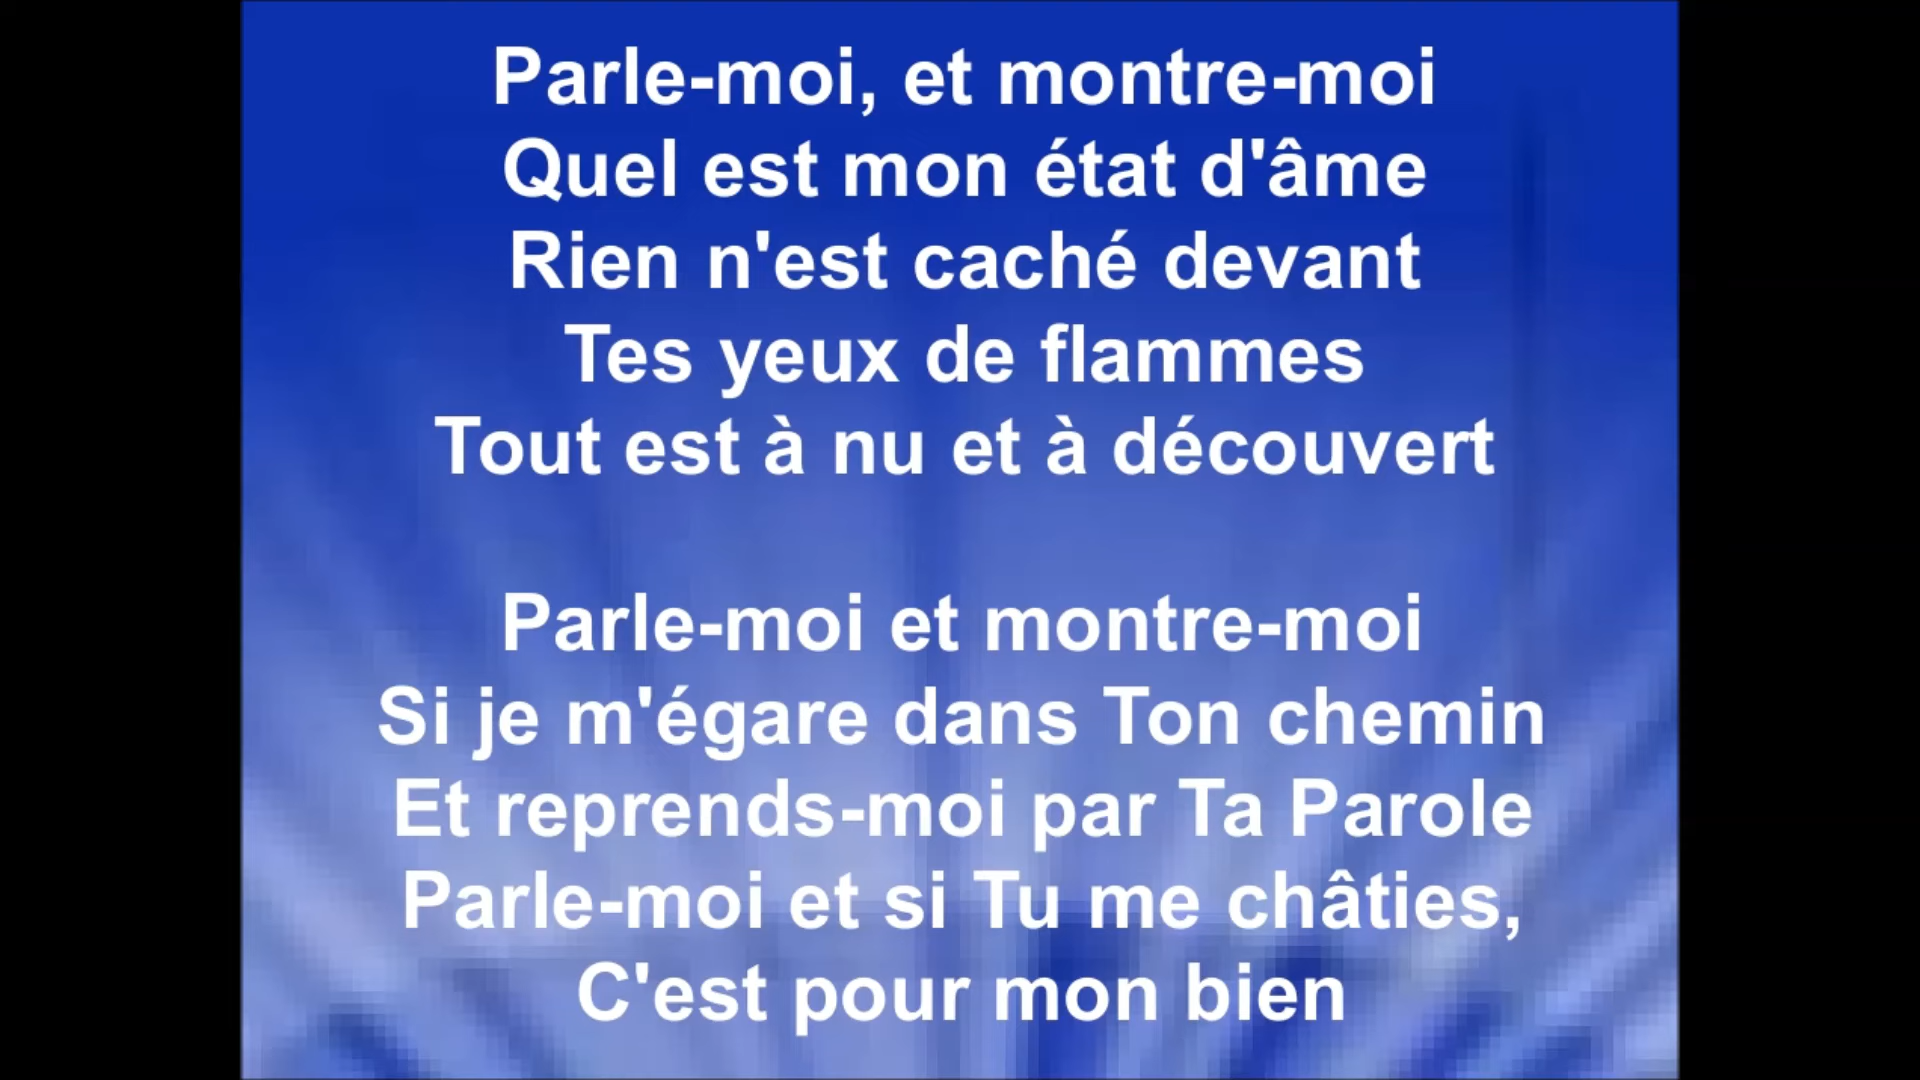 Parle-moi, et montre-moi
Quel est mon état d'âme
Rien n'est caché devant
Tes yeux de flammes
Tout est à nu et à découvert
Parle-moi et montre-moi
Si je m'égare dans Ton chemin
Et reprends-moi par Ta Parole
Parle-moi et si Tu me châties,
C'est pour mon bien